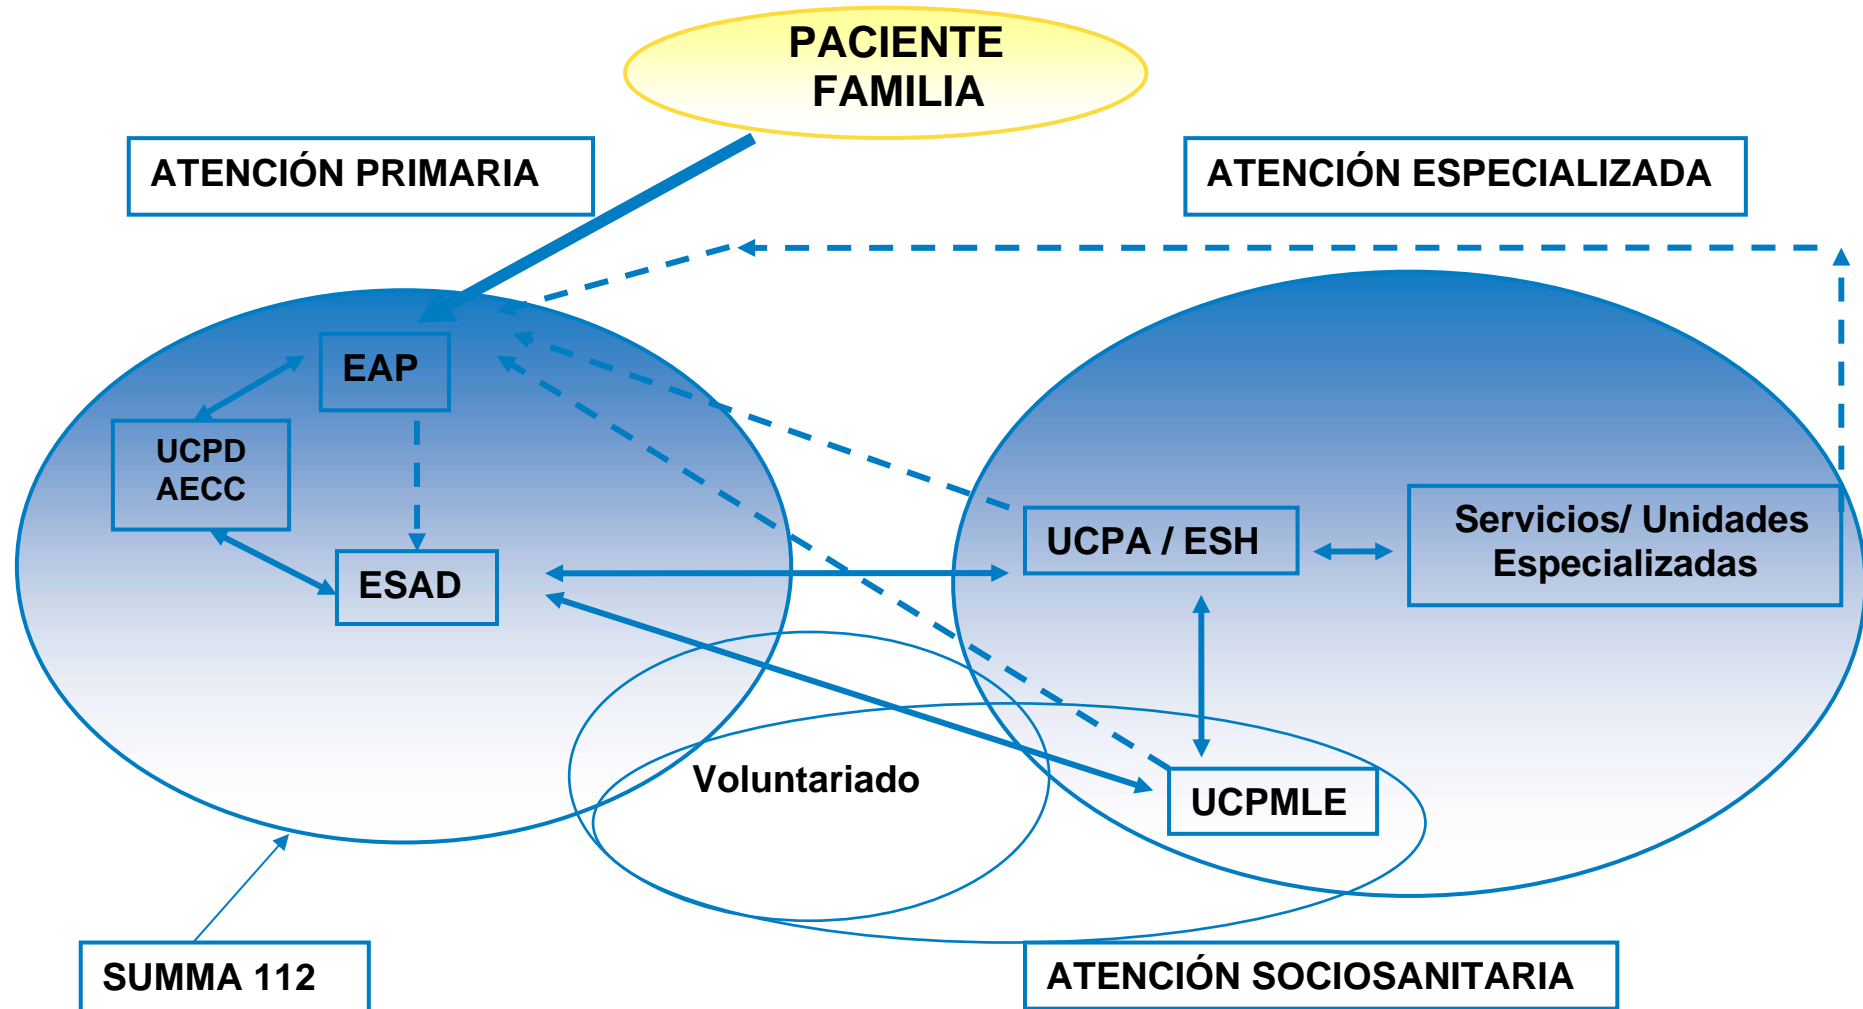 PACIENTE
FAMILIA
ATENCIÓN PRIMARIA
ATENCIÓN ESPECIALIZADA
EAP
UCPD
AECC
ESAD
UCPA / ESH
Servicios/ Unidades
Especializadas
Voluntariado
UCPMLE
SUMMA 112
ATENCIÓN SOCIOSANITARIA